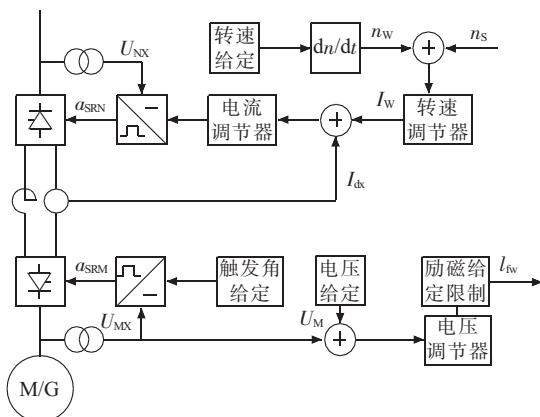 U_NX
转速
给定
dn/dt
n_W
n_S
a_SRN
电流
调节器
I_W
转速
调节器
I_dx
a_SRM
触发角
给定
电压
给定
励磁给
定限制
l_fw
U_MX
U_M
电压
调节器
M/G